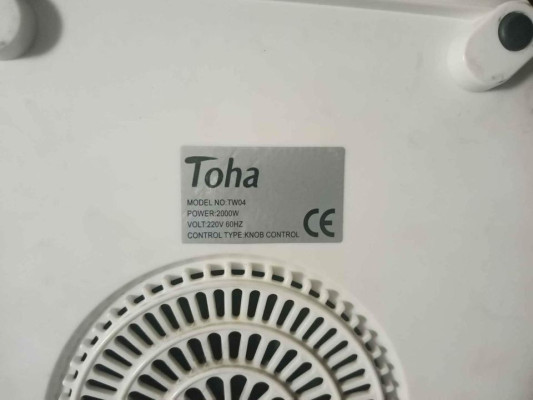 Toha
MODEL NO TW04
POWER:2000W
VOLT:220V 60HZ
CONTROL TYPE:KNOB CONTROL
CE